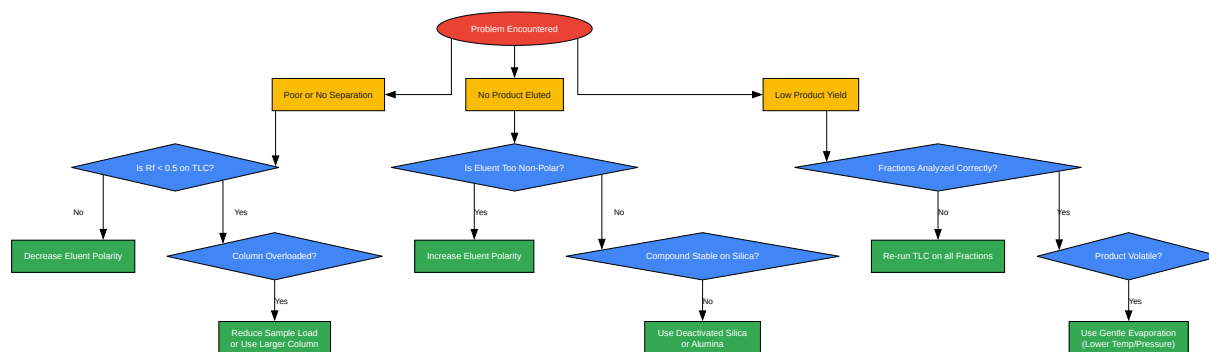 Problem Encountered
Poor or No Separation
No Product Eluted
Low Product Yield
Is Rf < 0.5 on TLC?
Is Eluent Too Non-Polar?
Fractions Analyzed Correctly?
No
Yes
Yes
No
No
Yes
Decrease Eluent Polarity
Column Overloaded?
Increase Eluent Polarity
Compound Stable on Silica?
Re-run TLC on all Fractions
Product Volatile?
Yes
No
Yes
Reduce Sample Load
or Use Larger Column
Use Deactivated Silica
or Alumina
Use Gentle Evaporation
(Lower Temp/Pressure)